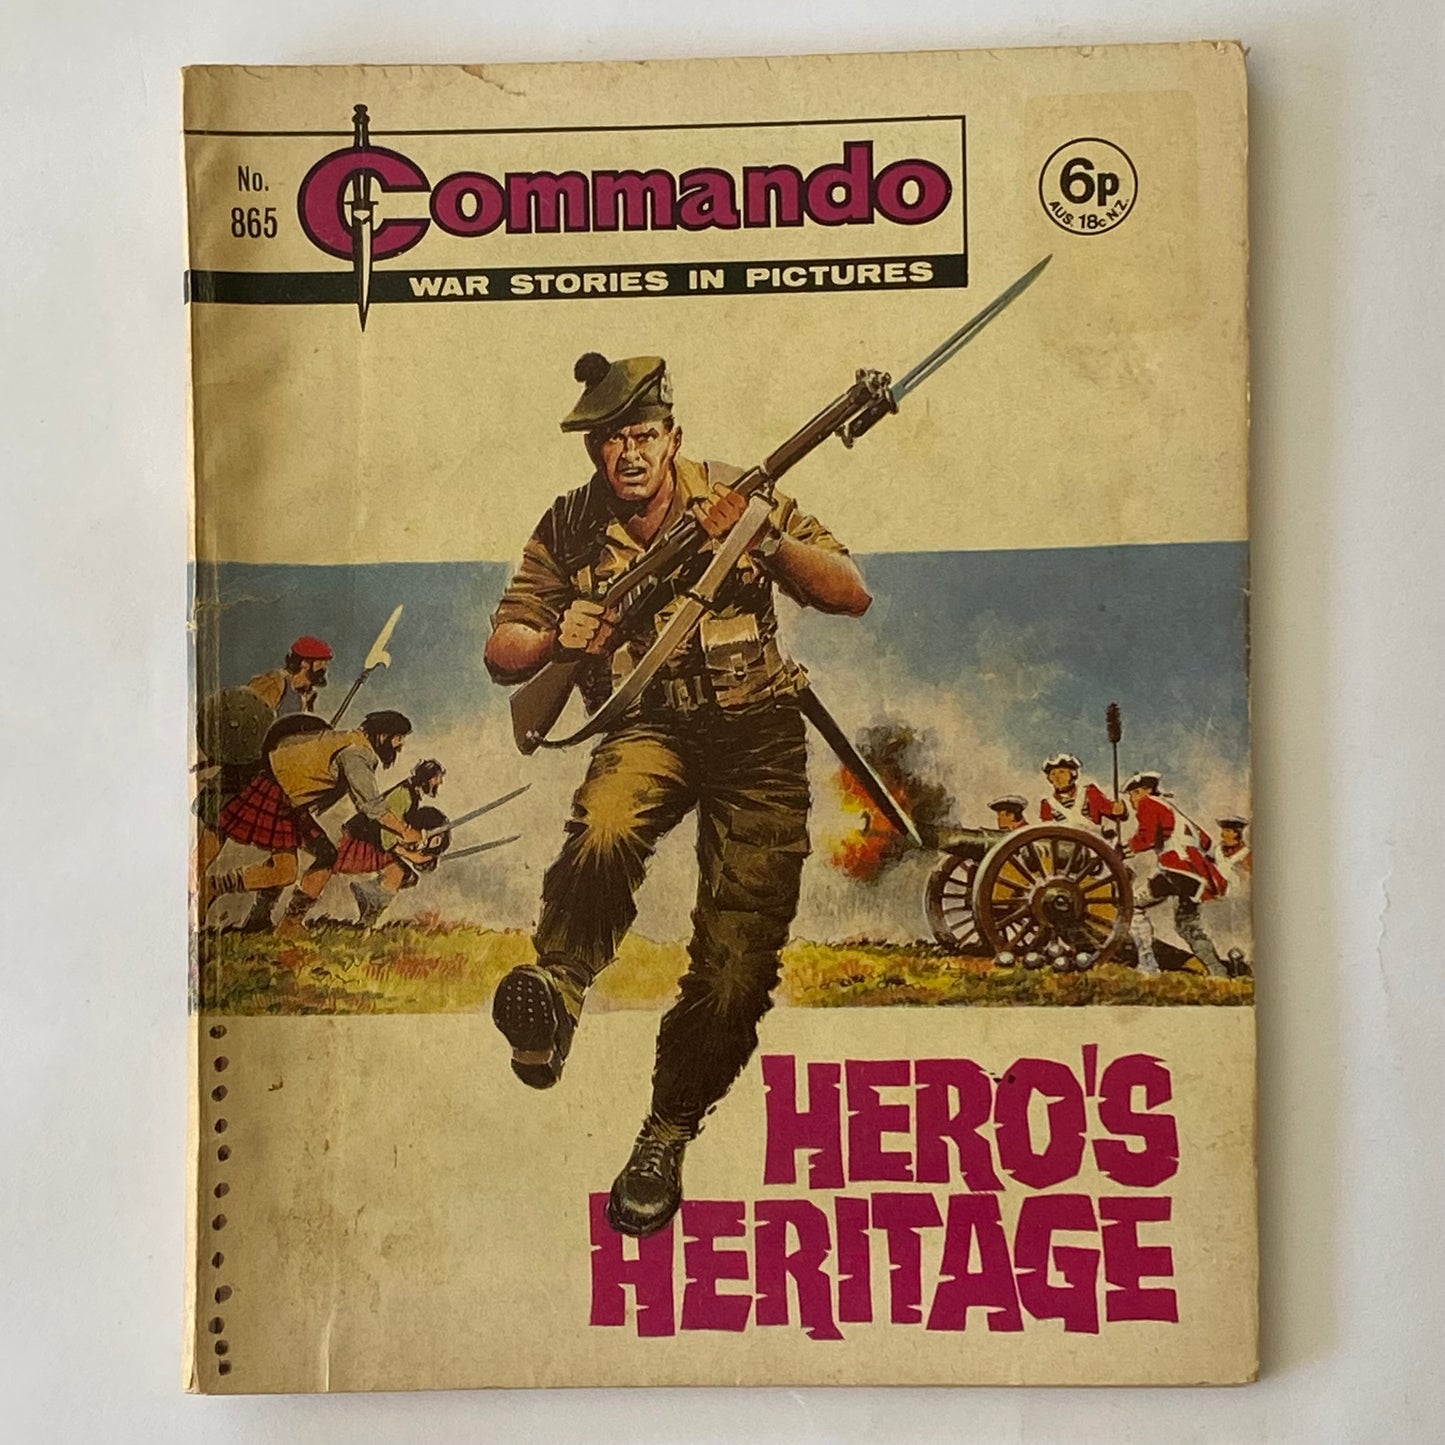 No.
865
Commando
WAR STORIES IN PICTURES
6p
AUS. 18c N.Z.
HERO'S
HERITAGE